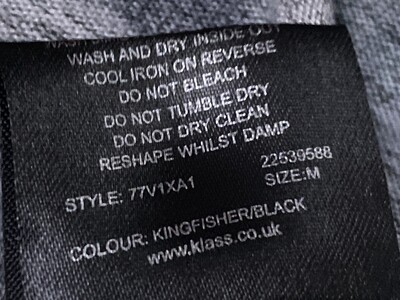 WASH AND DRY INSIDE OUT
COOL IRON ON REVERSE
DO NOT BLEACH
DO NOT TUMBLE DRY
DO NOT DRY CLEAN
RESHAPE WHILST DAMP
22539588
STYLE: 77V1XA1 SIZE:M
COLOUR: KINGFISHER/BLACK
www.klass.co.uk